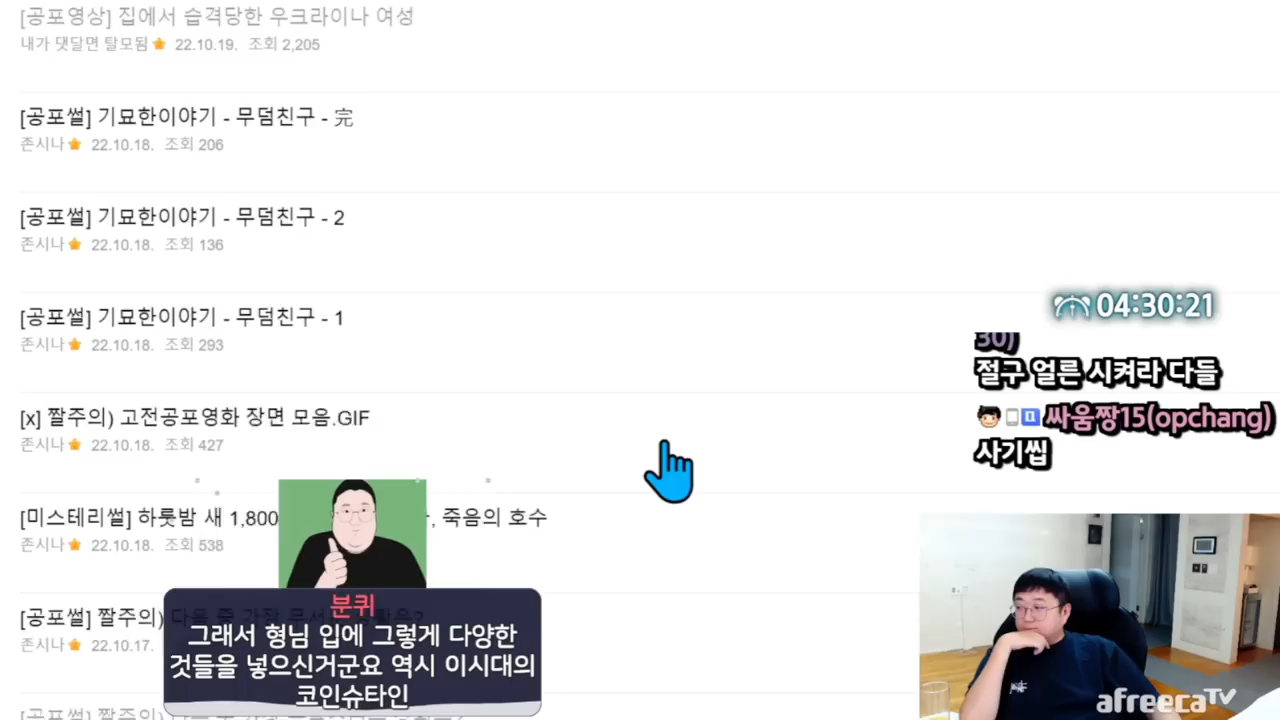 [공포영상] 집에서 습격당한 우크라이나 여성
내가 댓달면 탈모됨 22.10.19. 조회 2,205
[공포썰] 기묘한이야기 - 무덤친구 - 完
존시나 22.10.18. 조회 206
[공포썰] 기묘한이야기 - 무덤친구 - 2
존시나 22.10.18. 조회 136
[공포썰] 기묘한이야기 - 무덤친구 - 1
존시나 22.10.18. 조회 293
[x] 짤주의) 고전공포영화 장면 모음.GIF
존시나 22.10.18. 조회 427
[미스테리썰] 하룻밤 새 1,800 , 죽음의 호수
존시나 22.10.18. 조회 538
[공포썰] 짤주의)
존시나 22.10.17.
[공포썰] 짤주의)
분퀴
그래서 형님 입에 그렇게 다양한
것들을 넣으신거군요 역시 이시대의
코인슈타인
04:30:21
30)
절구 얼른 시켜라 다들
싸움짱15(opchang)
사기씹
afreecaTV